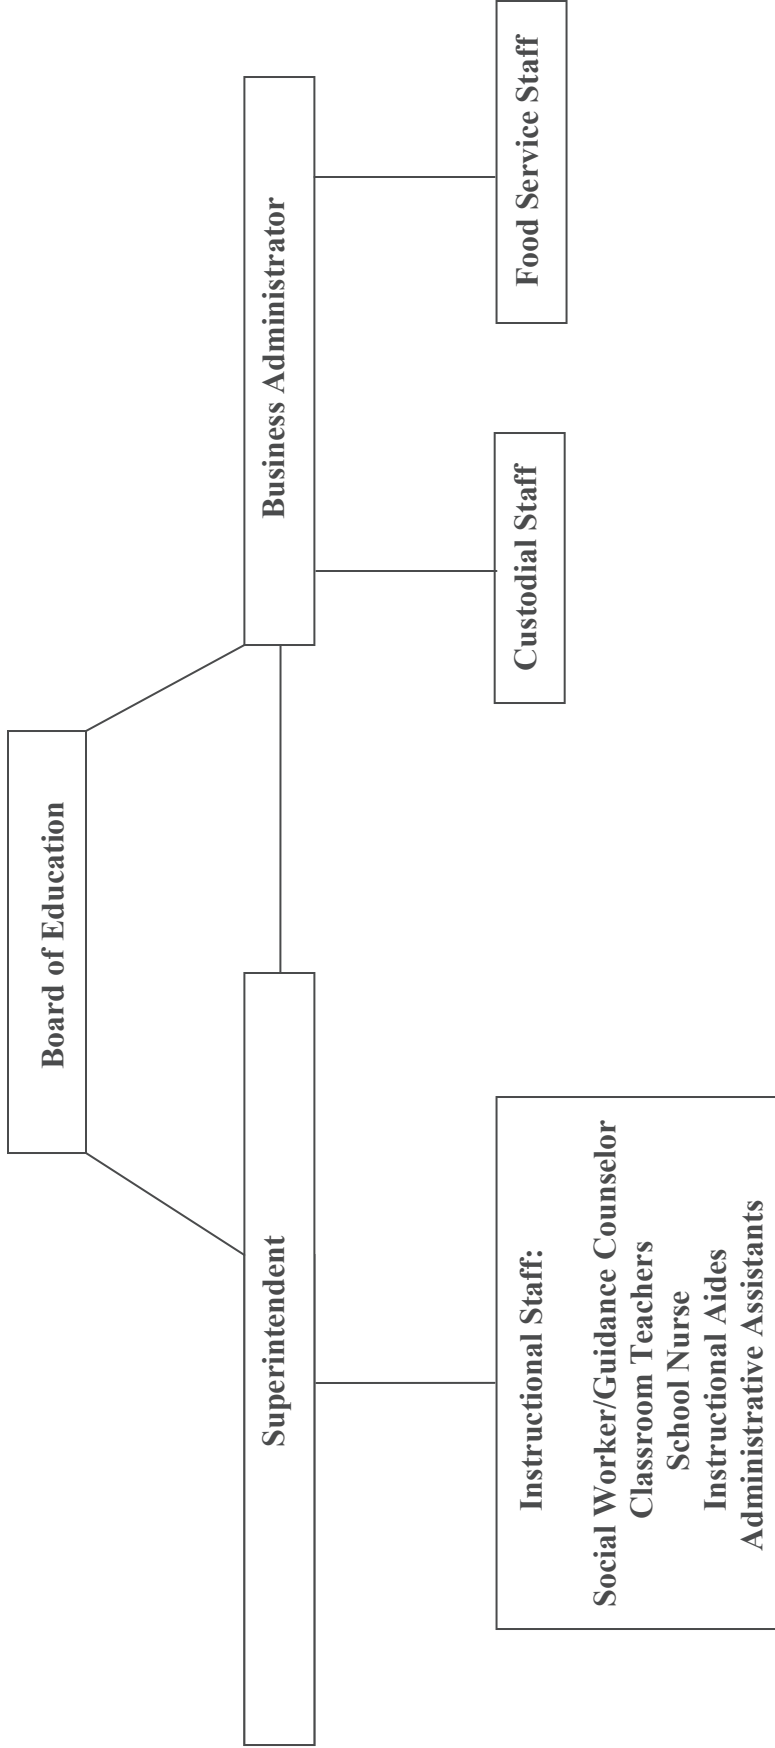 Board of Education
Superintendent
Business Administrator
Instructional Staff:
Social Worker/Guidance Counselor
Classroom Teachers
School Nurse
Instructional Aides
Administrative Assistants
Custodial Staff
Food Service Staff